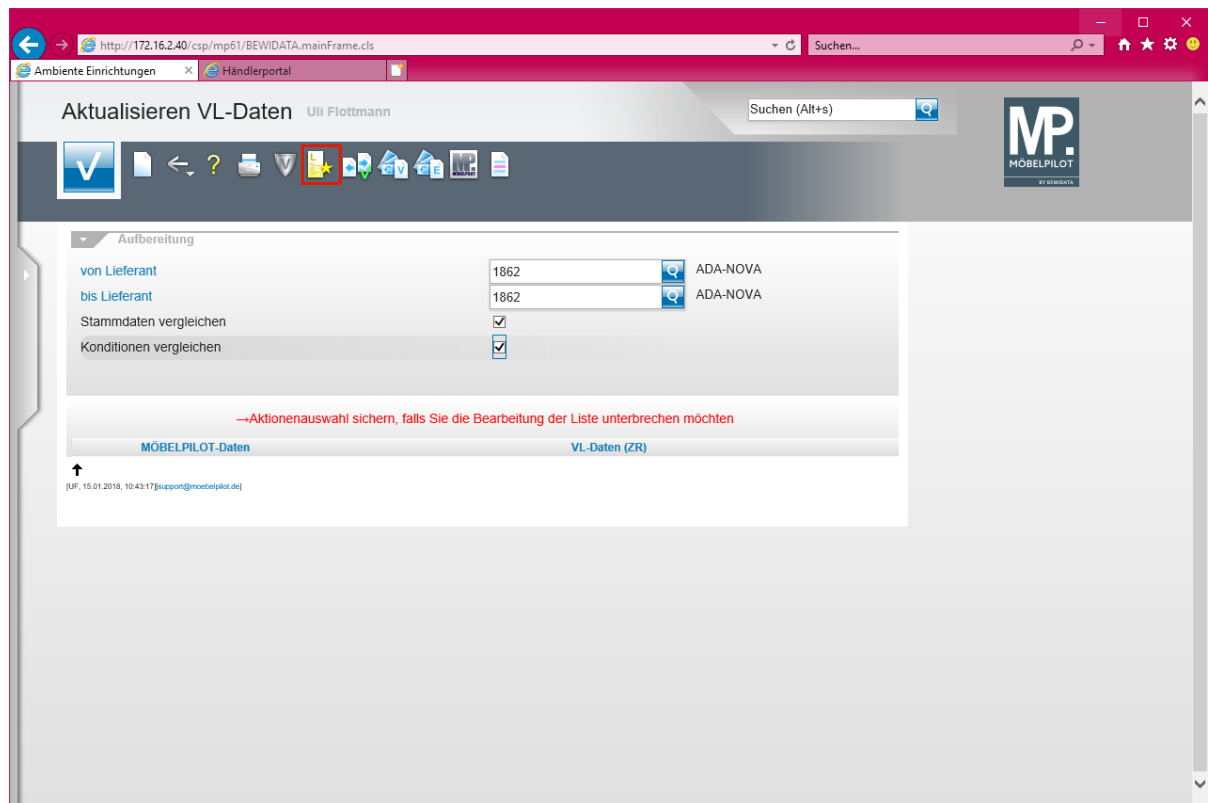 http://172.16.2.40/csp/mp61/BEWIDATA.mainFrame.cls
Suchen...
Ambiente Einrichtungen
Händlerportal
Aktualisieren VL-Daten Uli Flottmann
Suchen (Alt+s)
MP.
MÖBELPILOT
BY BEWIDATA
Aufbereitung
von Lieferant 1862 ADA-NOVA
bis Lieferant 1862 ADA-NOVA
Stammdaten vergleichen
Konditionen vergleichen
→Aktionenauswahl sichern, falls Sie die Bearbeitung der Liste unterbrechen möchten
MÖBELPILOT-Daten VL-Daten (ZR)
[UF, 15.01.2018, 10:43:17][support@moebelpilot.de]